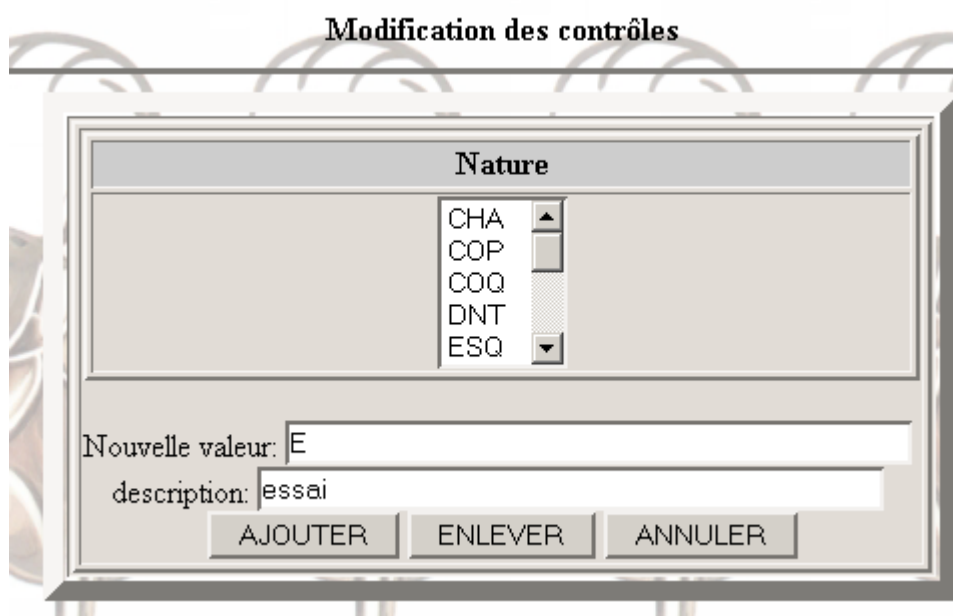 Modification des contrôles
Nature
CHA
COP
COQ
DNT
ESQ
Nouvelle valeur: E
description: essai
AJOUTER ENLEVER ANNULER